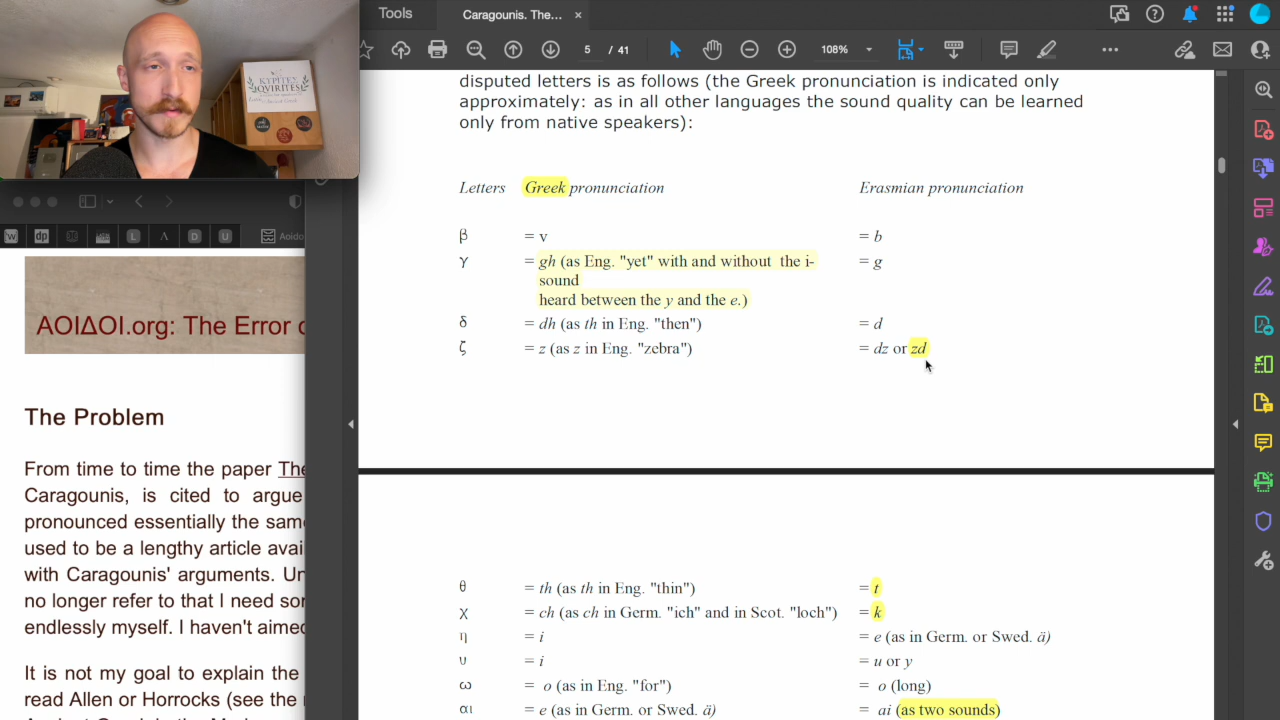 Tools
Caragounis. The... ×
5 / 41
108%
disputed letters is as follows (the Greek pronunciation is indicated only
approximately: as in all other languages the sound quality can be learned
only from native speakers):
Letters Greek pronunciation Erasmian pronunciation
β = v = b
γ = gh (as Eng. "yet" with and without the i- = g
sound
heard between the y and the e.)
δ = dh (as th in Eng. "then") = d
ζ = z (as z in Eng. "zebra") = dz or zd
θ = th (as th in Eng. "thin") = t
χ = ch (as ch in Germ. "ich" and in Scot. "loch") = k
η = i = e (as in Germ. or Swed. ä)
υ = i = u or y
ω = o (as in Eng. "for") = o (long)
αι = e (as in Germ. or Swed. ä) = ai (as two sounds)
W dp L Λ D U Aoido
ΑΟΙΔΟΙ.org: The Error o
The Problem
From time to time the paper The
Caragounis, is cited to argue
pronounced essentially the same
used to be a lengthy article avai
with Caragounis' arguments. Un
no longer refer to that I need som
endlessly myself. I haven't aimed
It is not my goal to explain the
read Allen or Horrocks (see the